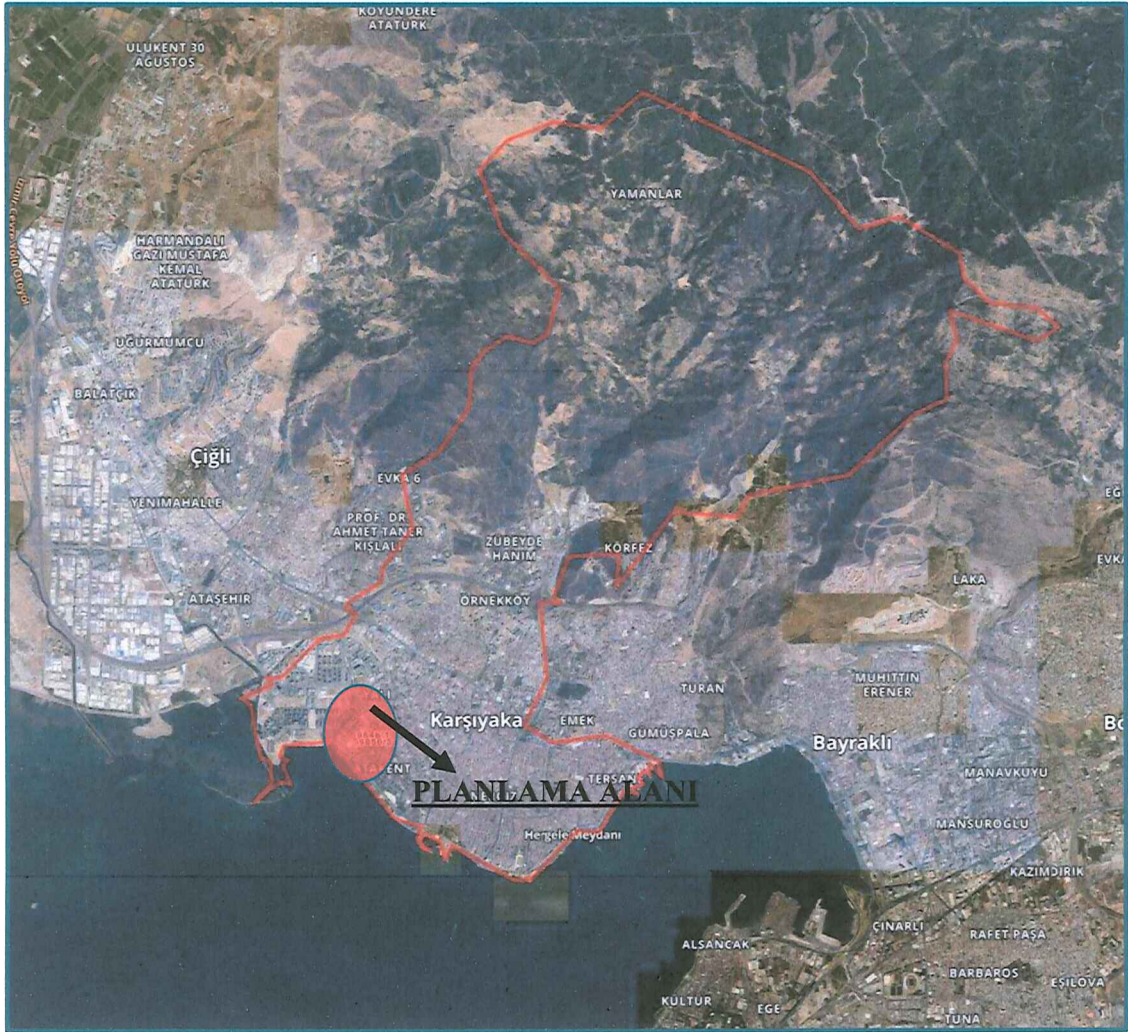 KOYUNDERE
ATATÜRK
ULUKENT 30
AĞUSTOS
YAMANLAR
HARMANDALI
GAZİ MUSTAFA
KEMAL
ATATÜRK
UĞURMUMCU
BALATÇIK
Çiğli
EVKA 6
YENİMAHALLE
PROF. DR.
AHMET TANER
KIŞLALI
ZÜBEYDE
HANIM
KÖRFEZ
LAKA
ATAŞEHİR
ÖRNEKKÖY
MUHİTTİN
ERENER
TURAN
Karşıyaka
EMEK
GÜMÜŞPALA
Bayraklı
MANAVKUYU
PLANLAMA ALANI
MANSUROĞLU
Hergele Meydanı
KAZIMDİRİK
ÇINARLI
RAFET PAŞA
ALSANCAK
BARBAROS
EŞİLOVA
KÜLTÜR
EGE
TUNA